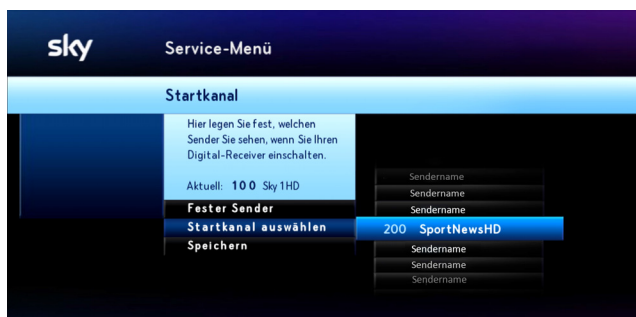 sky
Service-Menü
Startkanal
Hier legen Sie fest, welchen
Sender Sie sehen, wenn Sie Ihren
Digital-Receiver einschalten.
Aktuell: 100 Sky 1HD
Fester Sender
Startkanal auswählen
Speichern
Sendername
Sendername
Sendername
200 SportNewsHD
Sendername
Sendername
Sendername